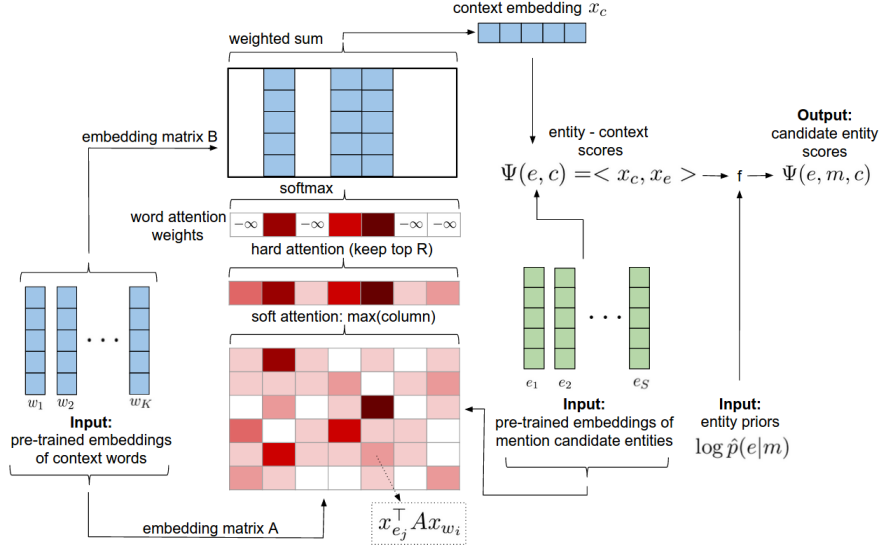 context embedding x_c
weighted sum
embedding matrix B
softmax
word attention
weights
−∞ −∞ −∞ −∞
hard attention (keep top R)
soft attention: max(column)
w_1 w_2 ··· w_K
Input:
pre-trained embeddings
of context words
embedding matrix A
x_{e_j}^⊤ A x_{w_i}
entity - context
scores
Ψ(e, c) =< x_c, x_e >
f
Output:
candidate entity
scores
Ψ(e, m, c)
e_1 e_2 ··· e_S
Input:
pre-trained embeddings of
mention candidate entities
Input:
entity priors
log p̂(e|m)